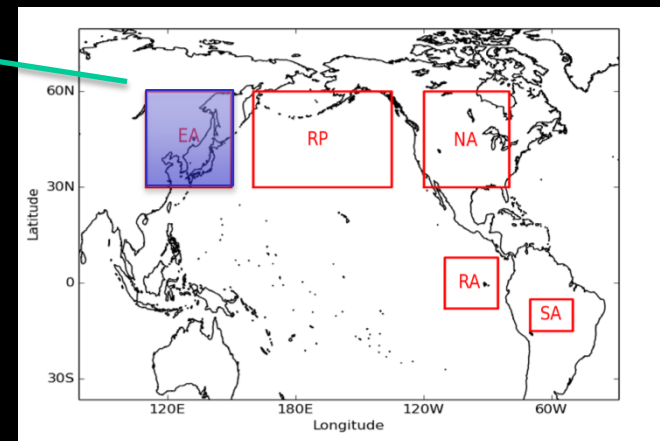 60N
EA
RP
NA
30N
Latitude
0
RA
SA
30S
120E
180E
120W
60W
Longitude